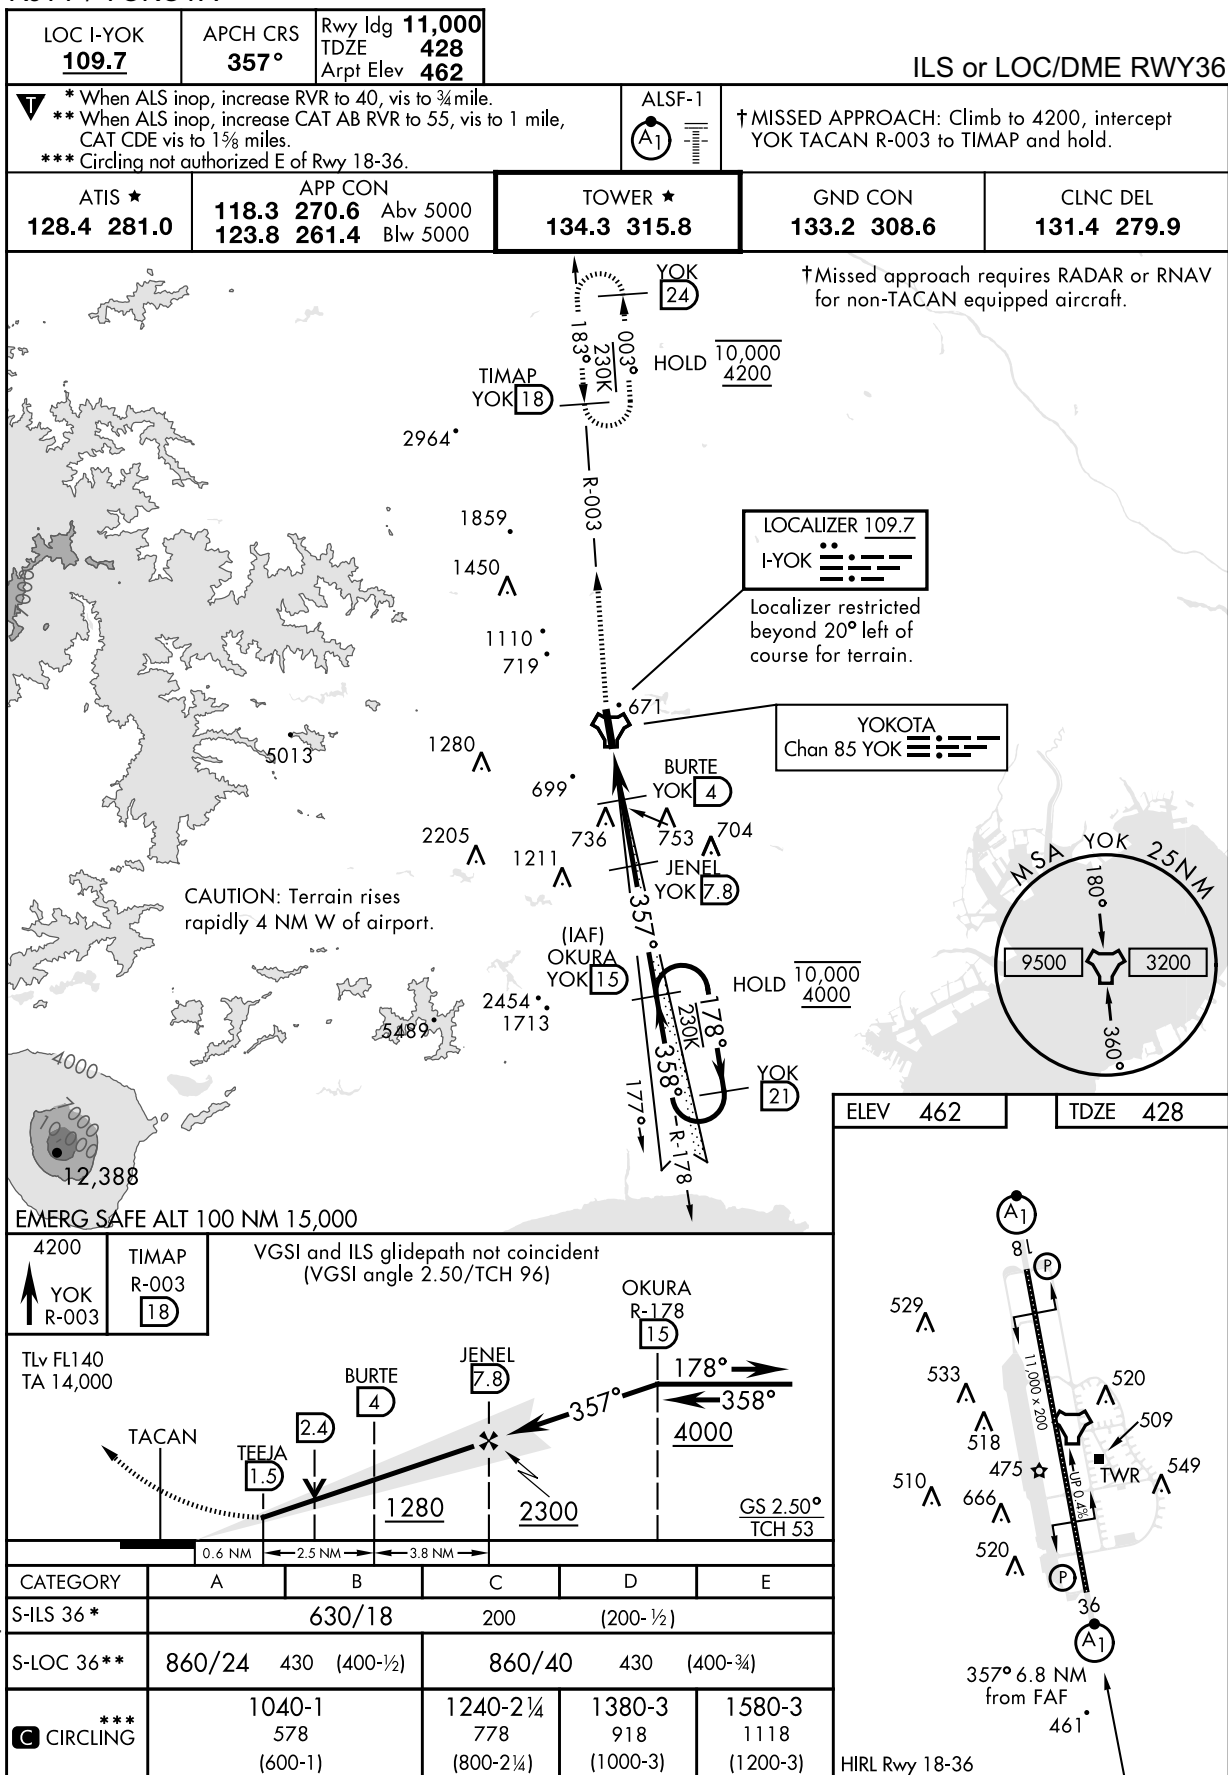 LOC I-YOK
109.7
APCH CRS
357°
Rwy ldg 11,000
TDZE 428
Arpt Elev 462
ILS or LOC/DME RWY36
T
* When ALS inop, increase RVR to 40, vis to ¾ mile.
** When ALS inop, increase CAT AB RVR to 55, vis to 1 mile,
CAT CDE vis to 1⅝ miles.
*** Circling not authorized E of Rwy 18-36.
ALSF-1
A1
† MISSED APPROACH: Climb to 4200, intercept
YOK TACAN R-003 to TIMAP and hold.
ATIS ★
128.4 281.0
APP CON
118.3 270.6 Abv 5000
123.8 261.4 Blw 5000
TOWER ★
134.3 315.8
GND CON
133.2 308.6
CLNC DEL
131.4 279.9
† Missed approach requires RADAR or RNAV
for non-TACAN equipped aircraft.
YOK
24
183°
003°
230K
HOLD 10,000
4200
TIMAP
YOK 18
2964
R-003
1859
1450
1110
719
7000
LOCALIZER 109.7
I-YOK
Localizer restricted
beyond 20° left of
course for terrain.
671
YOKOTA
Chan 85 YOK
5013
1280
699
BURTE
YOK 4
736
753
704
2205
1211
JENEL
YOK 7.8
CAUTION: Terrain rises
rapidly 4 NM W of airport.
357°
(IAF)
OKURA
YOK 15
HOLD 10,000
4000
178°
230K
358°
2454
1713
5489
YOK
21
177°
R-178
MSA YOK 25NM
180°
9500
3200
360°
4000
7000
10000
12,388
EMERG SAFE ALT 100 NM 15,000
4200
YOK
R-003
TIMAP
R-003
18
VGSI and ILS glidepath not coincident
(VGSI angle 2.50/TCH 96)
TLv FL140
TA 14,000
OKURA
R-178
15
JENEL
7.8
BURTE
4
2.4
TEEJA
1.5
TACAN
178°
357°
358°
4000
1280
2300
GS 2.50°
TCH 53
0.6 NM
2.5 NM
3.8 NM
ELEV 462
TDZE 428
A1
18
P
529
11,000 x 200
533
520
518
509
475
TWR
510
UP 0.4%
549
666
520
P
36
A1
357° 6.8 NM
from FAF
461
HIRL Rwy 18-36
CATEGORY A B C D E
S-ILS 36 * 630/18 200 (200-½)
S-LOC 36** 860/24 430 (400-½) 860/40 430 (400-¾)
C CIRCLING ***
1040-1 1240-2¼ 1380-3 1580-3
578 778 918 1118
(600-1) (800-2¼) (1000-3) (1200-3)